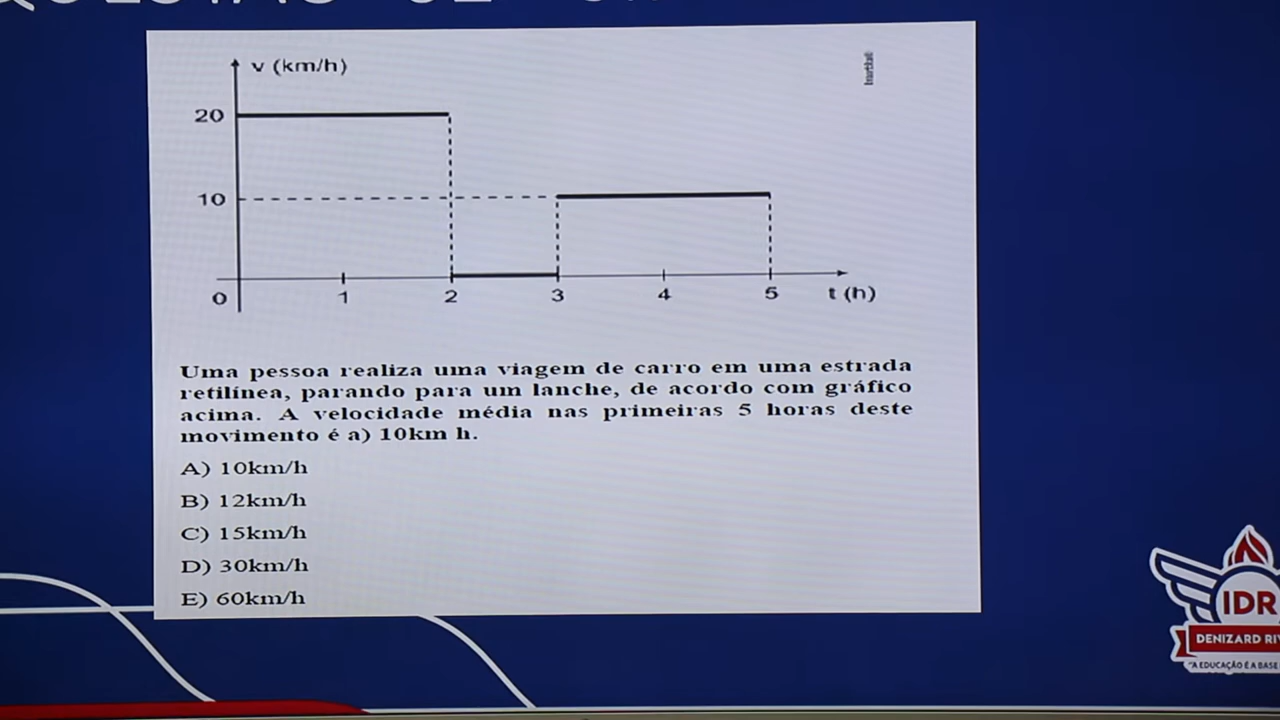 v (km/h)
20
10
0
1
2
3
4
5
t (h)
Uma pessoa realiza uma viagem de carro em uma estrada
retilínea, parando para um lanche, de acordo com gráfico
acima. A velocidade média nas primeiras 5 horas deste
movimento é a) 10km h.
A) 10km/h
B) 12km/h
C) 15km/h
D) 30km/h
E) 60km/h
IDR
DENIZARD RIV
"A EDUCAÇÃO É A BASE